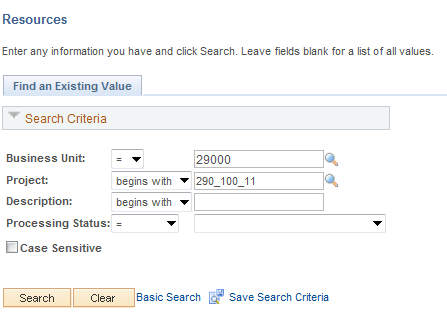 Resources
Enter any information you have and click Search. Leave fields blank for a list of all values.
Find an Existing Value
Search Criteria
Business Unit: = 29000
Project: begins with 290_100_11
Description: begins with
Processing Status: =
Case Sensitive
Search Clear Basic Search Save Search Criteria